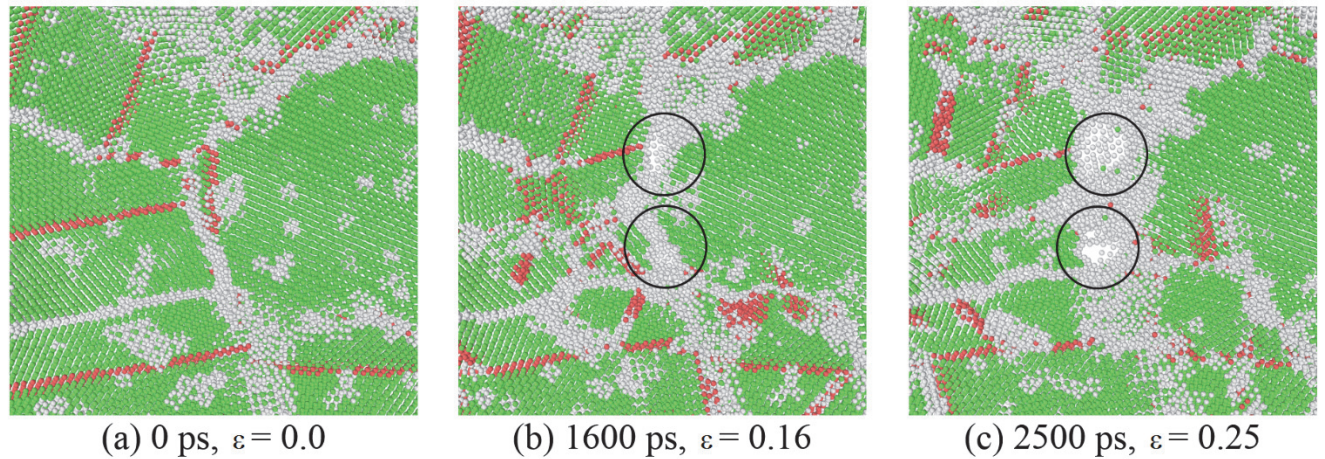 (a) 0 ps, ε = 0.0
(b) 1600 ps, ε = 0.16
(c) 2500 ps, ε = 0.25